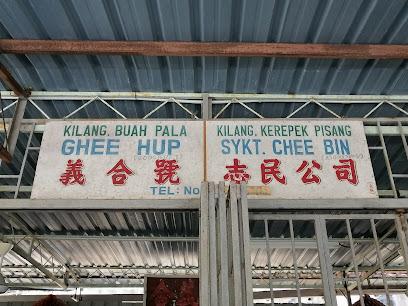 KILANG. BUAH PALA
GHEE HUP
義合號
TEL: No
KILANG. KEREPEK PISANG
SYKT. CHEE BIN
志民公司